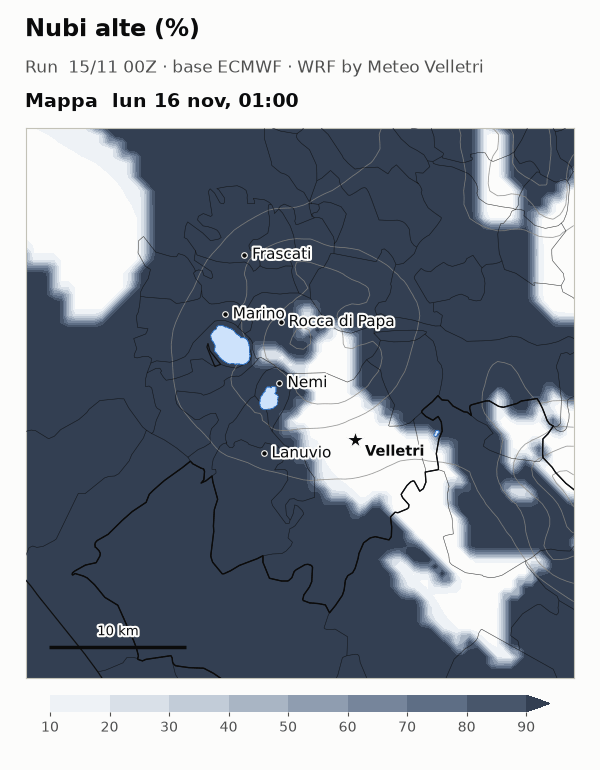 Nubi alte (%)
Run  15/11 00Z · base ECMWF · WRF by Meteo Velletri
Mappa  lun 16 nov, 01:00
Frascati
Marino
Rocca di Papa
Nemi
Velletri
Lanuvio
10 km
10 20 30 40 50 60 70 80 90